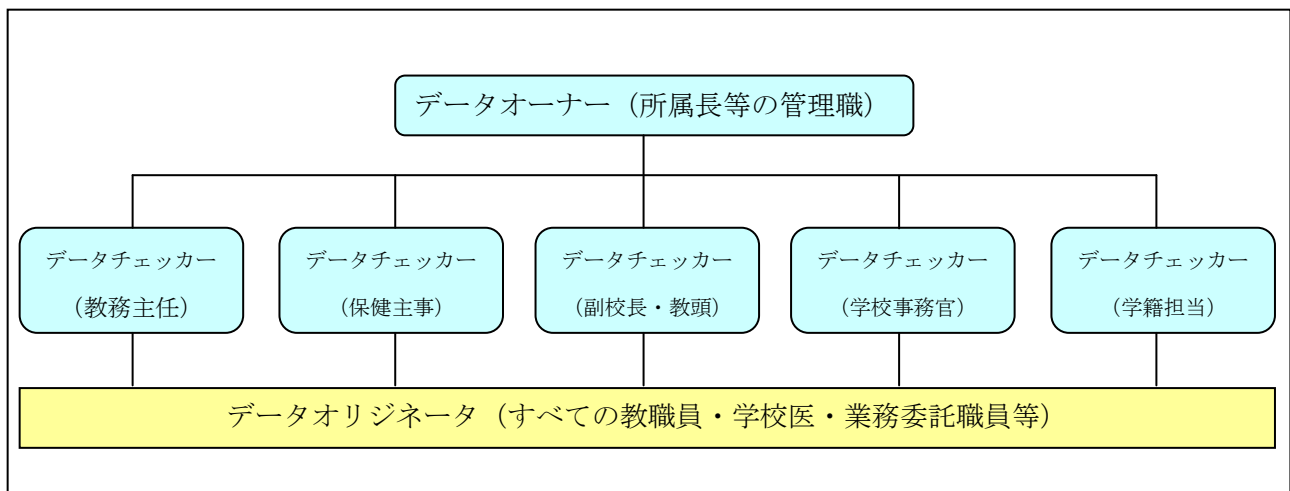 データオーナー（所属長等の管理職）
データチェッカー
（教務主任）
データチェッカー
（保健主事）
データチェッカー
（副校長・教頭）
データチェッカー
（学校事務官）
データチェッカー
（学籍担当）
データオリジネータ（すべての教職員・学校医・業務委託職員等）